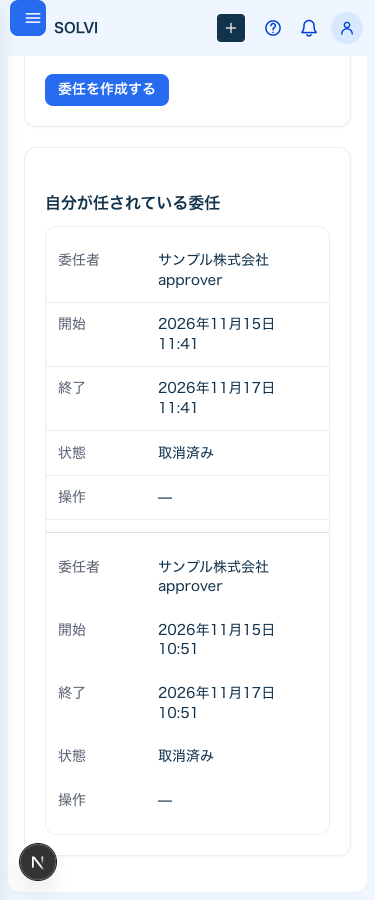 SOLVI
委任を作成する
自分が任されている委任
委任者
サンプル株式会社
approver
開始
2026年11月15日
11:41
終了
2026年11月17日
11:41
状態
取消済み
操作
—
委任者
サンプル株式会社
approver
開始
2026年11月15日
10:51
終了
2026年11月17日
10:51
状態
取消済み
操作
—
N